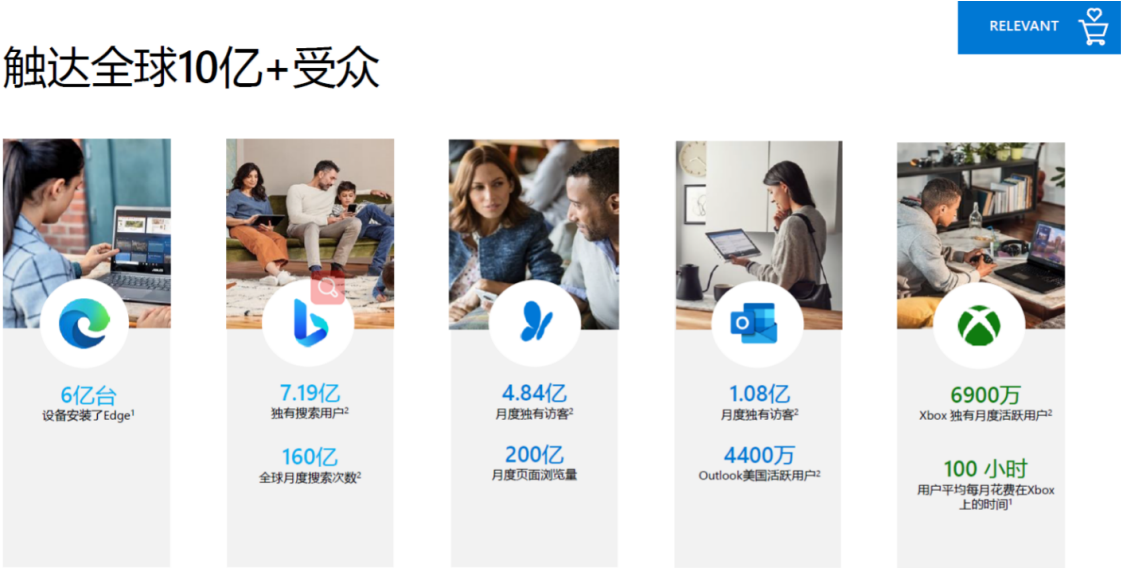 RELEVANT
触达全球10亿+受众
6亿台
设备安装了Edge¹
7.19亿
独有搜索用户²
160亿
全球月度搜索次数²
4.84亿
月度独有访客²
200亿
月度页面浏览量
1.08亿
月度独有访客²
4400万
Outlook美国活跃用户²
6900万
Xbox 独有月度活跃用户²
100 小时
用户平均每月花费在Xbox
上的时间¹